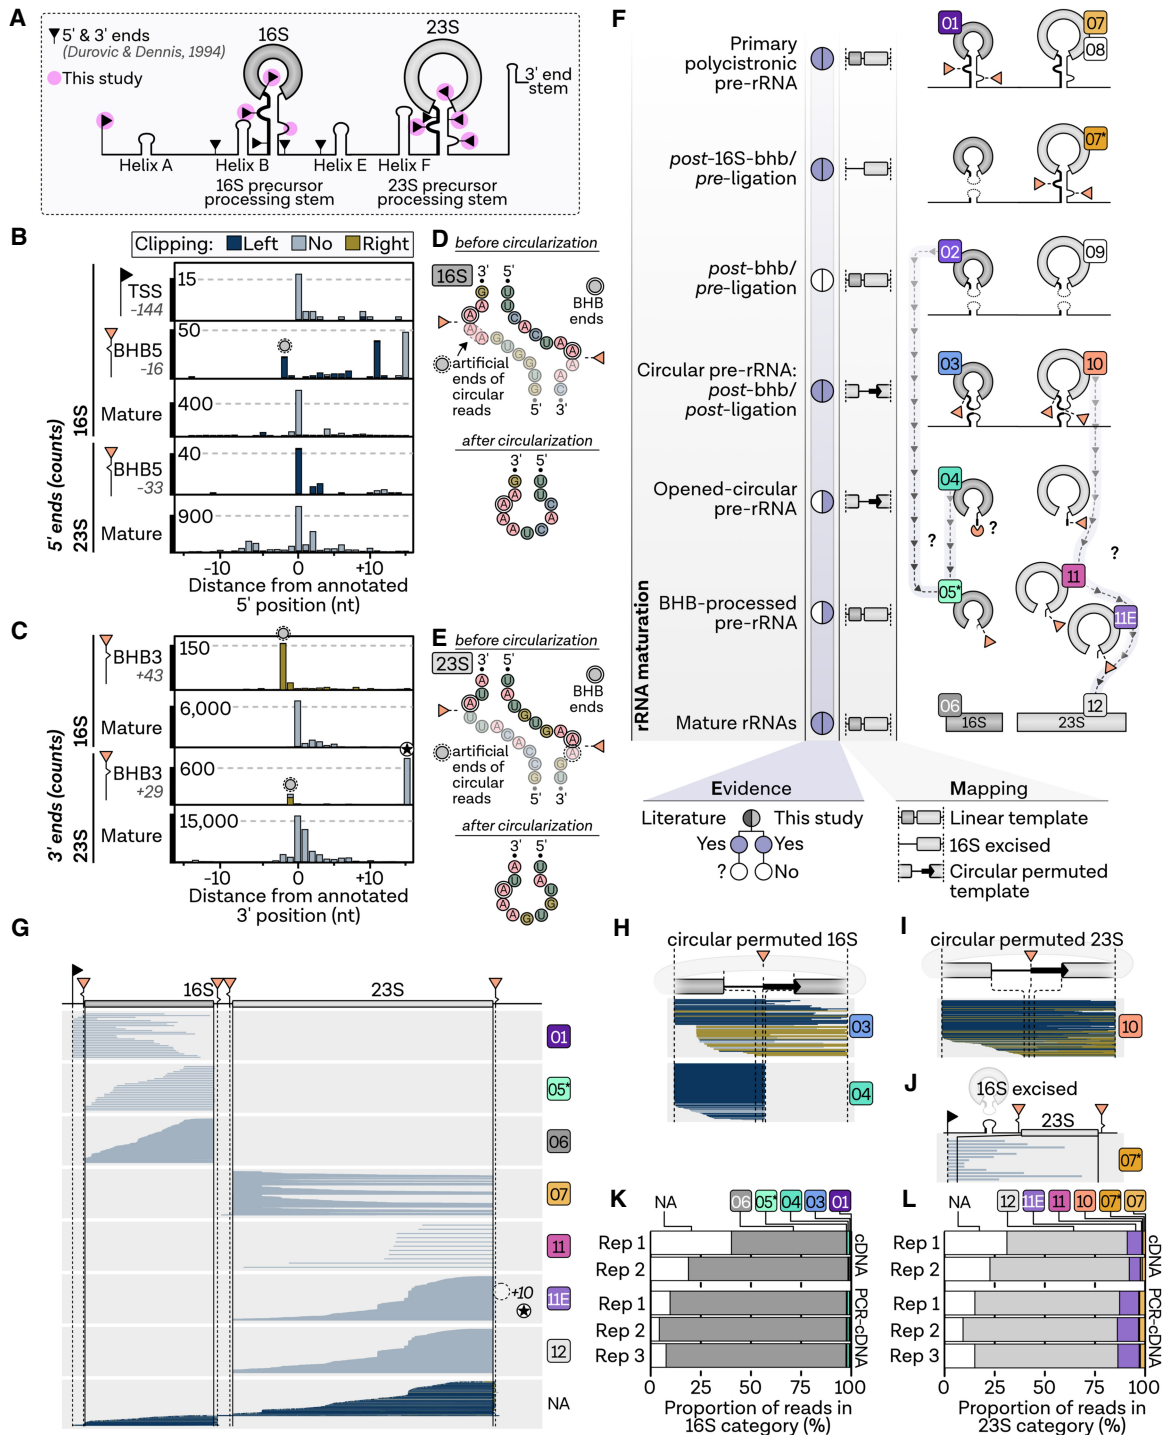 A
5' & 3' ends
(Durovic & Dennis, 1994)
This study
16S
23S
3' end
stem
Helix A
Helix B
Helix E
Helix F
16S precursor
processing stem
23S precursor
processing stem
B
Clipping: Left No Right
5' ends (counts)
16S
23S
TSS
-144
15
BHB5
-16
50
Mature
400
BHB5
-33
40
Mature
900
-10 0 +10
Distance from annotated
5' position (nt)
C
3' ends (counts)
16S
23S
BHB3
+43
150
Mature
6,000
BHB3
+29
600
Mature
15,000
-10 0 +10
Distance from annotated
3' position (nt)
D
before circularization
16S
3' 5'
BHB
ends
artificial
ends of
circular
reads
5' 3'
after circularization
3' 5'
E
before circularization
23S
3' 5'
BHB
ends
artificial
ends of
circular
reads
5' 3'
after circularization
3' 5'
F
rRNA maturation
Primary
polycistronic
pre-rRNA
01
07
08
post-16S-bhb/
pre-ligation
07*
post-bhb/
pre-ligation
02
09
Circular pre-rRNA:
post-bhb/
post-ligation
03
10
Opened-circular
pre-rRNA
04
?
?
?
BHB-processed
pre-rRNA
05*
11
11E
Mature rRNAs
06
16S
12
23S
Evidence
Literature This study
Yes Yes
? No
Mapping
Linear template
16S excised
Circular permuted
template
G
16S
23S
01
05*
06
07
11
11E
+10
12
NA
H
circular permuted 16S
03
04
I
circular permuted 23S
10
J
16S excised
23S
07*
K
NA
06 05* 04 03 01
Rep 1
Rep 2
cDNA
Rep 1
Rep 2
Rep 3
PCR-cDNA
0 25 50 75 100
Proportion of reads in
16S category (%)
L
NA
12 11E 11 10 07* 07
Rep 1
Rep 2
cDNA
Rep 1
Rep 2
Rep 3
PCR-cDNA
0 25 50 75 100
Proportion of reads in
23S category (%)